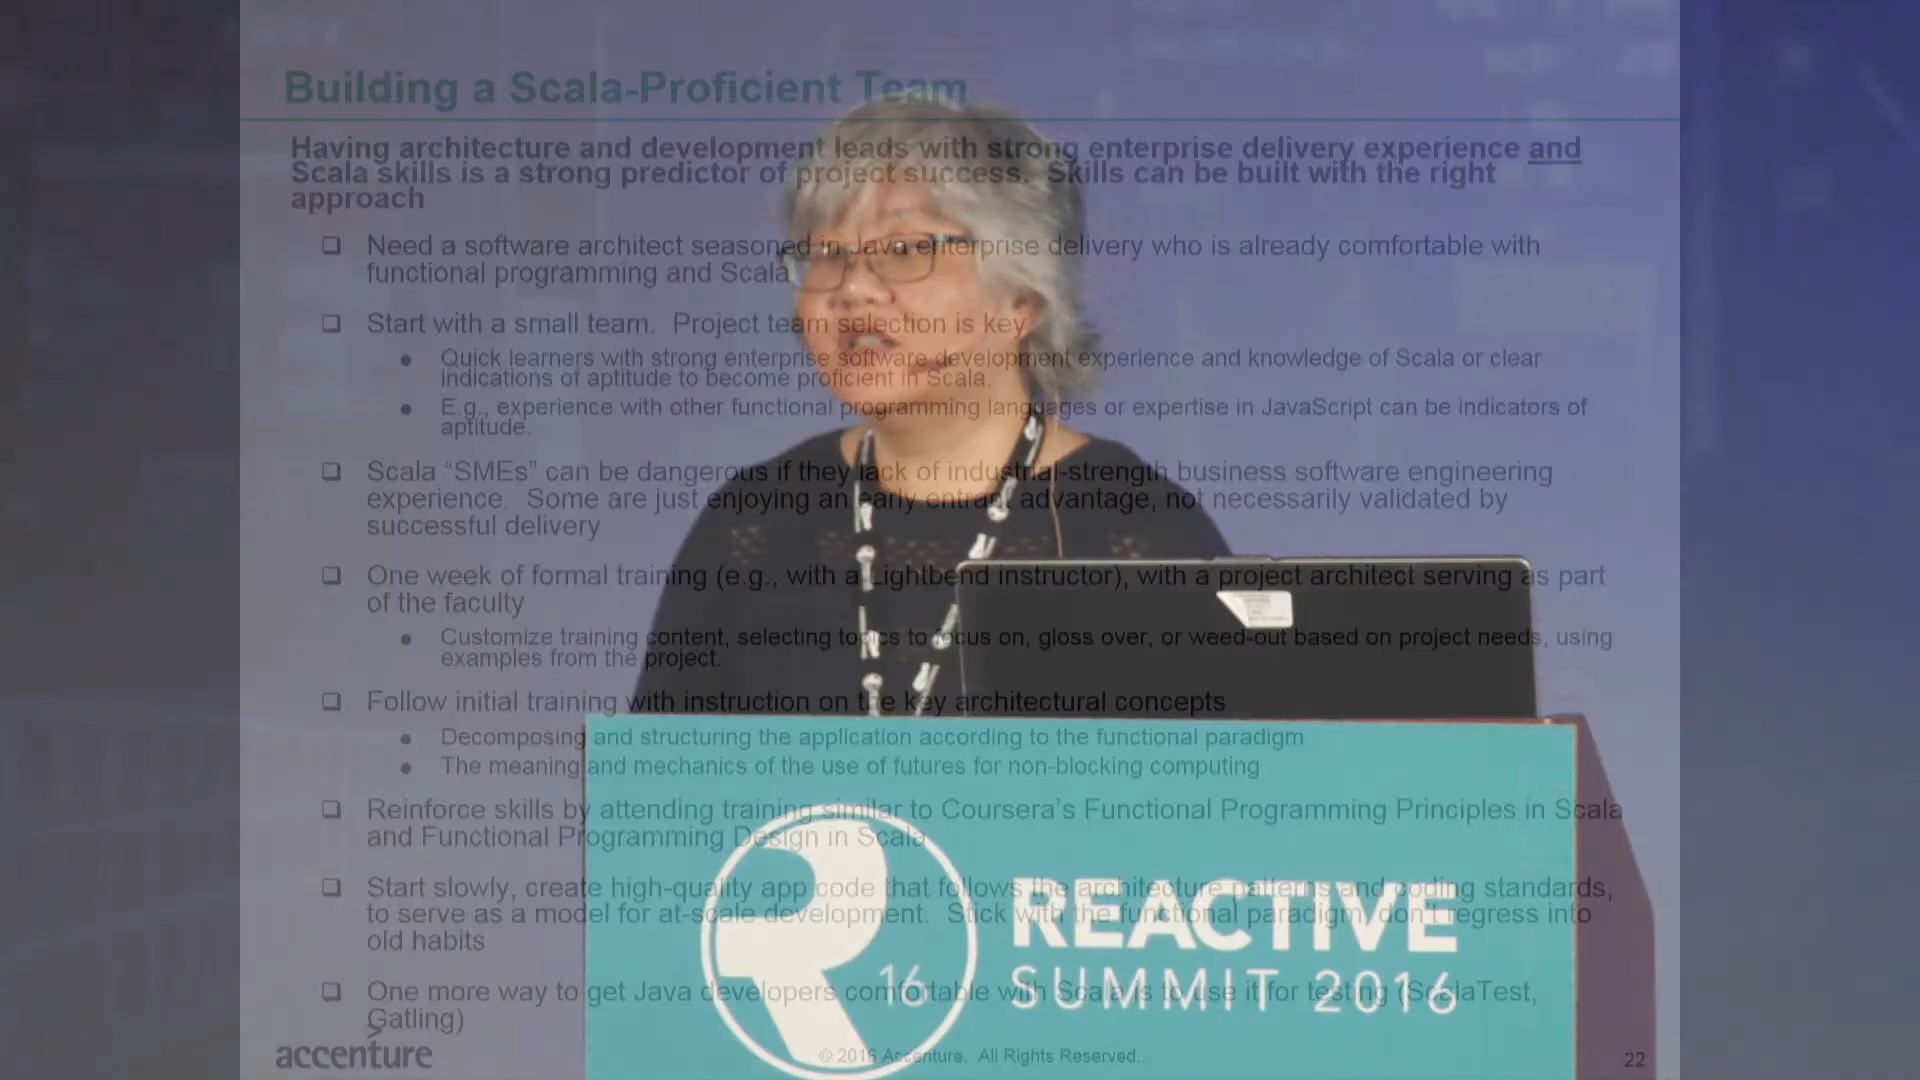 Building a Scala-Proficient Team
Having architecture and development leads with strong enterprise delivery experience and
Scala skills is a strong predictor of project success.  Skills can be built with the right
approach
Need a software architect seasoned in Java enterprise delivery who is already comfortable with
functional programming and Scala
Start with a small team.  Project team selection is key
Quick learners with strong enterprise software development experience and knowledge of Scala or clear
indications of aptitude to become proficient in Scala.
E.g., experience with other functional programming languages or expertise in JavaScript can be indicators of
aptitude.
Scala “SMEs” can be dangerous if they lack of industrial-strength business software engineering
experience.  Some are just enjoying an early entrant advantage, not necessarily validated by
successful delivery
One week of formal training (e.g., with a Lightbend instructor), with a project architect serving as part
of the faculty
Customize training content, selecting topics to focus on, gloss over, or weed-out based on project needs, using
examples from the project.
Follow initial training with instruction on the key architectural concepts
Decomposing and structuring the application according to the functional paradigm
The meaning and mechanics of the use of futures for non-blocking computing
Reinforce skills by attending training similar to Coursera’s Functional Programming Principles in Scala
and Functional Programming Design in Scala
Start slowly, create high-quality app code that follows the architecture patterns and coding standards,
to serve as a model for at-scale development.  Stick with the functional paradigm, don't regress into
old habits
One more way to get Java developers comfortable with Scala is to use it for testing (ScalaTest,
Gatling)
accenture
© 2016 Accenture.  All Rights Reserved..
22
R 16
REACTIVE
SUMMIT 2016